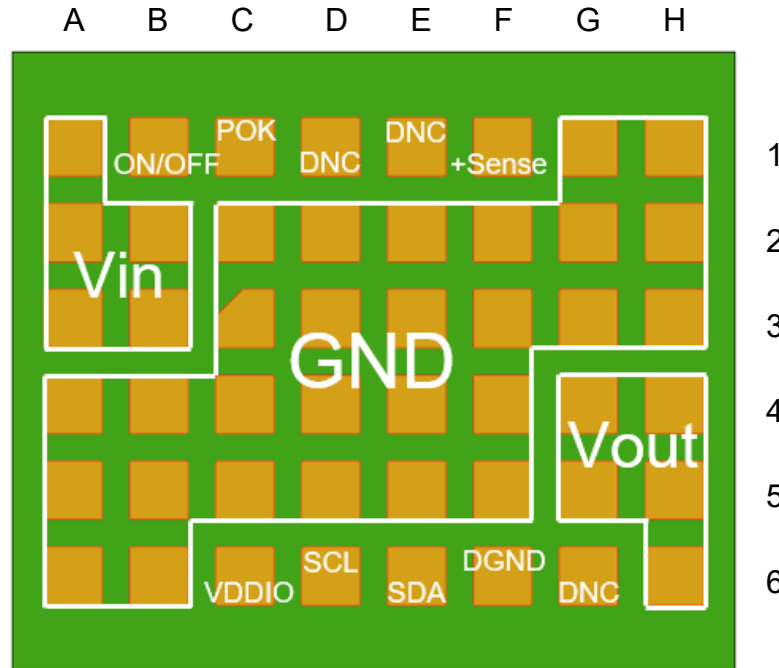 A B C D E F G H
POK DNC
ON/OFF DNC +Sense
1
2
Vin
3
GND
4
Vout
5
SCL DGND
VDDIO SDA DNC
6